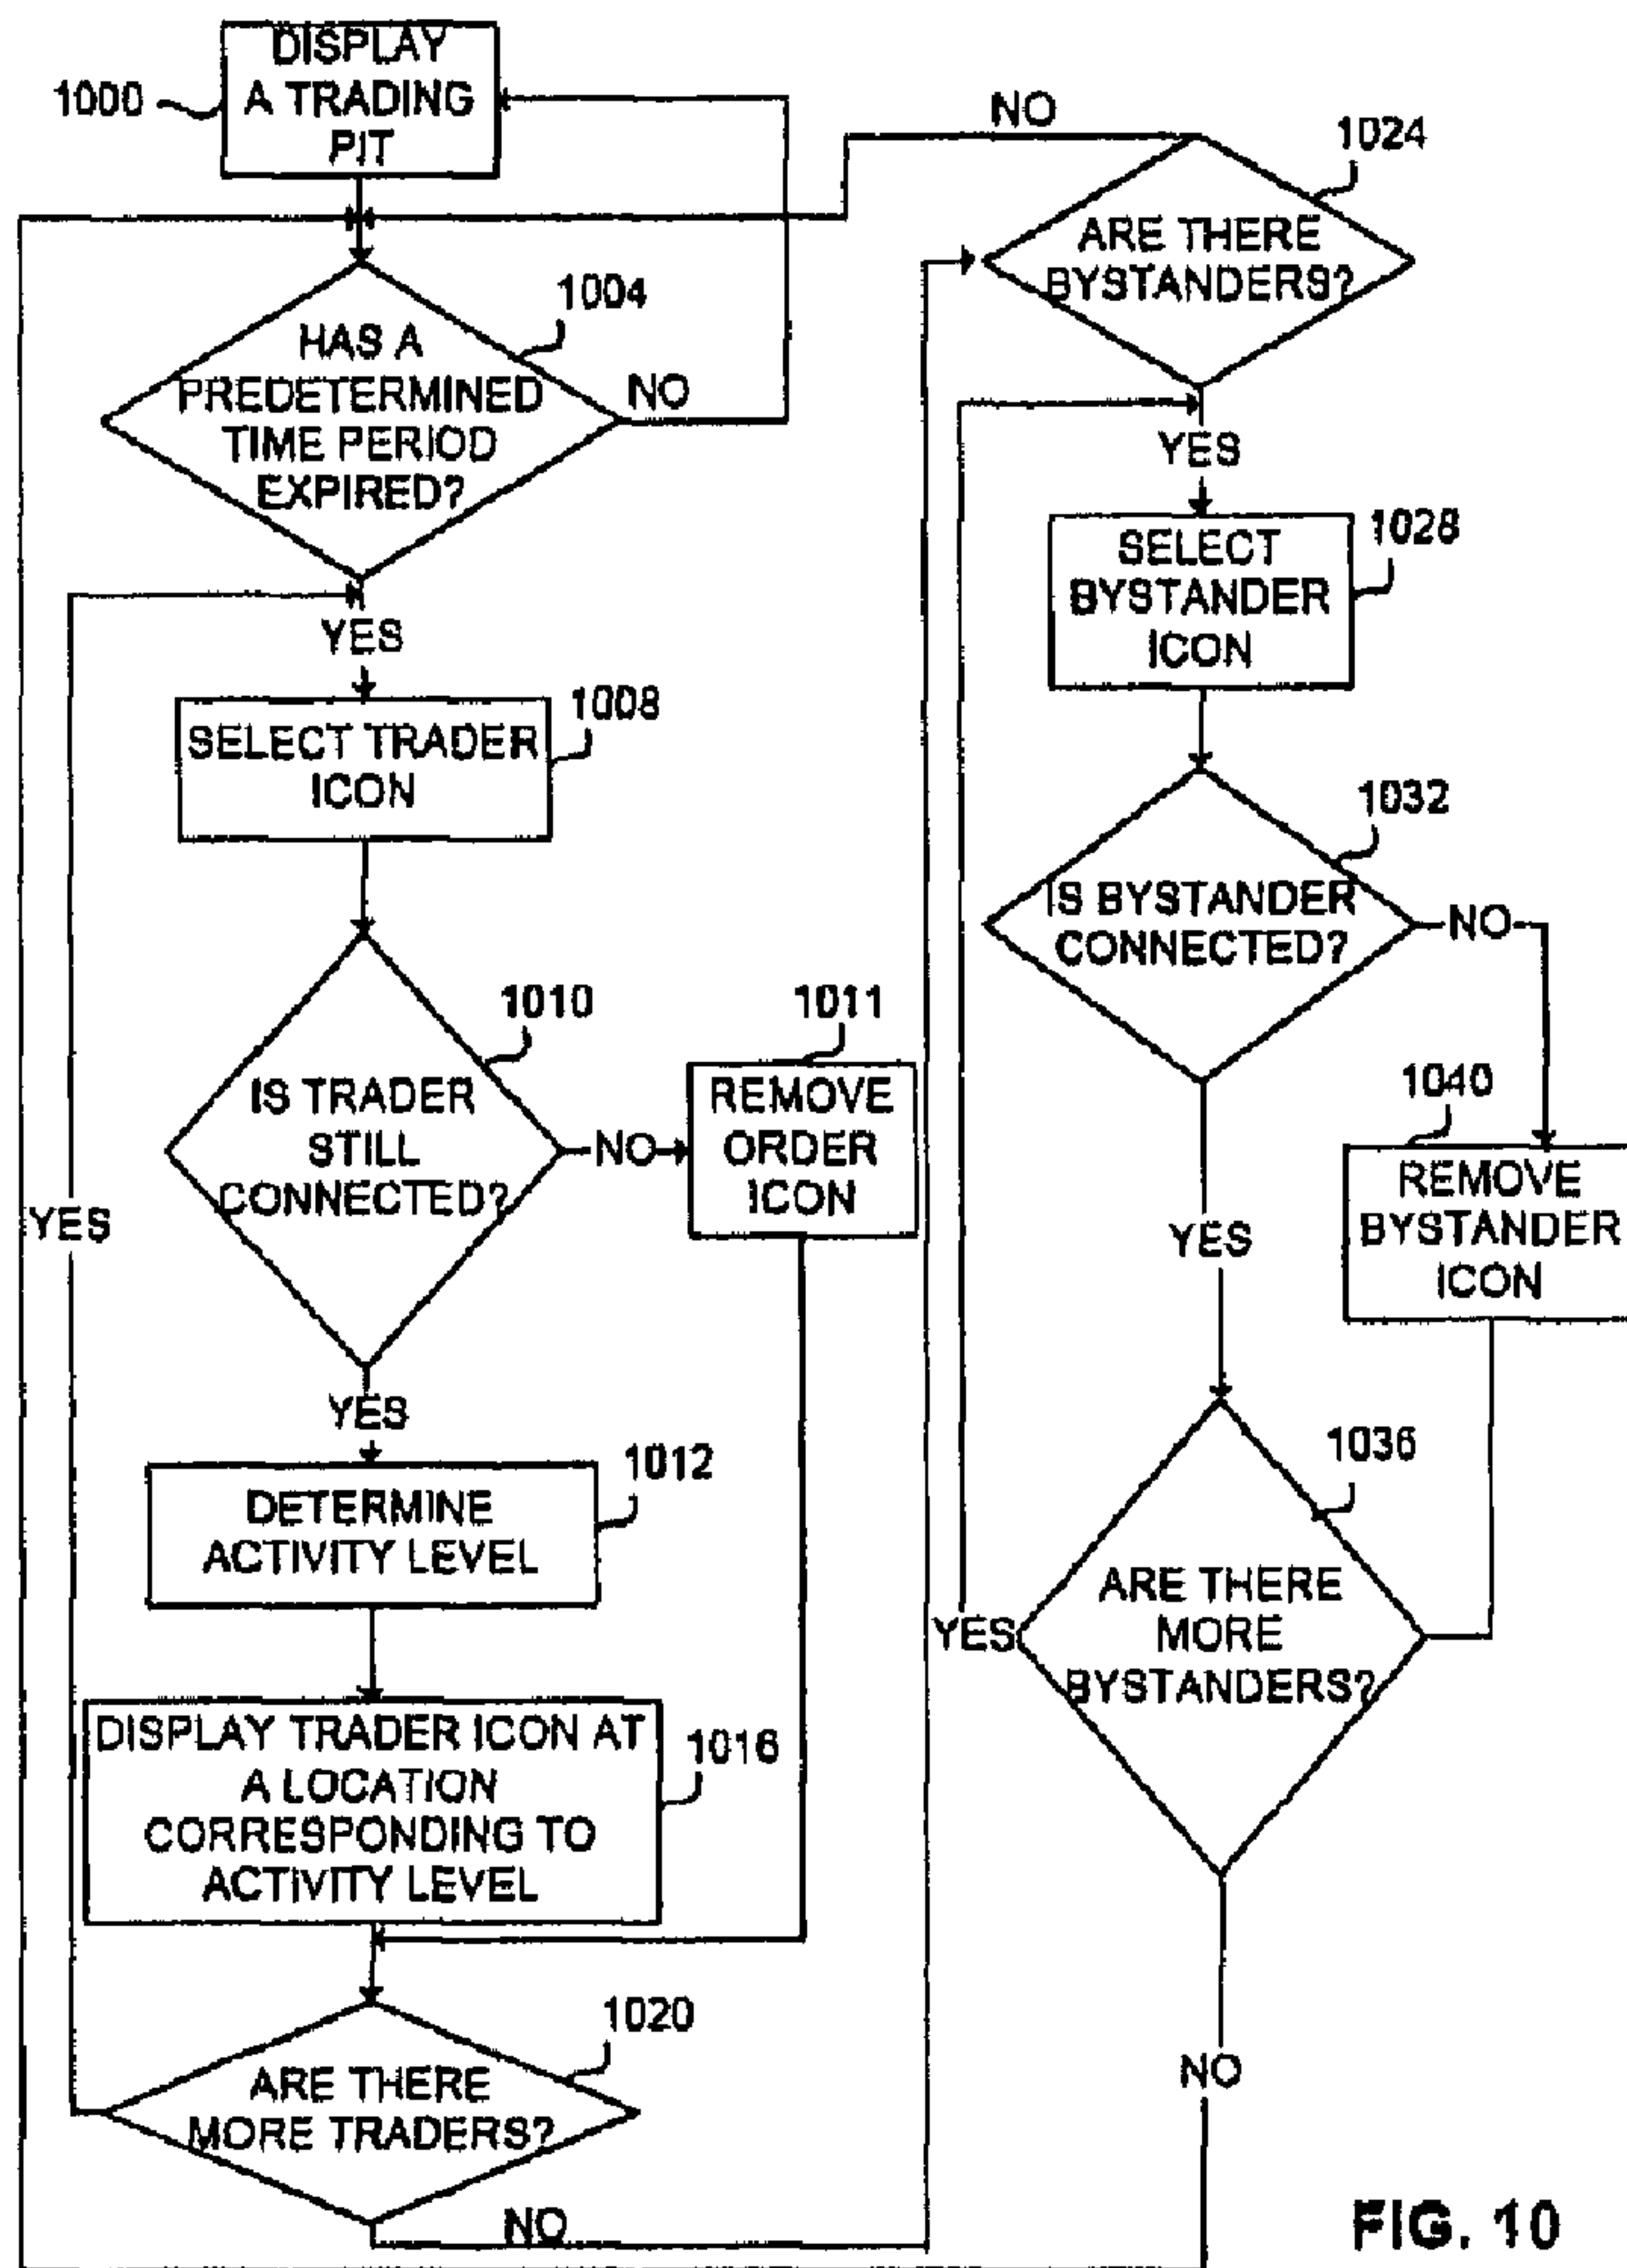 DISPLAY
A TRADING
PIT
1000
HAS A
PREDETERMINED
TIME PERIOD
EXPIRED?
1004
NO
YES
SELECT TRADER
ICON
1008
IS TRADER
STILL
CONNECTED?
1010
NO
REMOVE
ORDER
ICON
1011
YES
DETERMINE
ACTIVITY LEVEL
1012
DISPLAY TRADER ICON AT
A LOCATION
CORRESPONDING TO
ACTIVITY LEVEL
1016
ARE THERE
MORE TRADERS?
1020
YES
NO
NO
ARE THERE
BYSTANDERS?
1024
YES
SELECT
BYSTANDER
ICON
1028
IS BYSTANDER
CONNECTED?
1032
NO
REMOVE
BYSTANDER
ICON
1040
YES
ARE THERE
MORE
BYSTANDERS?
1036
YES
NO
FIG. 10